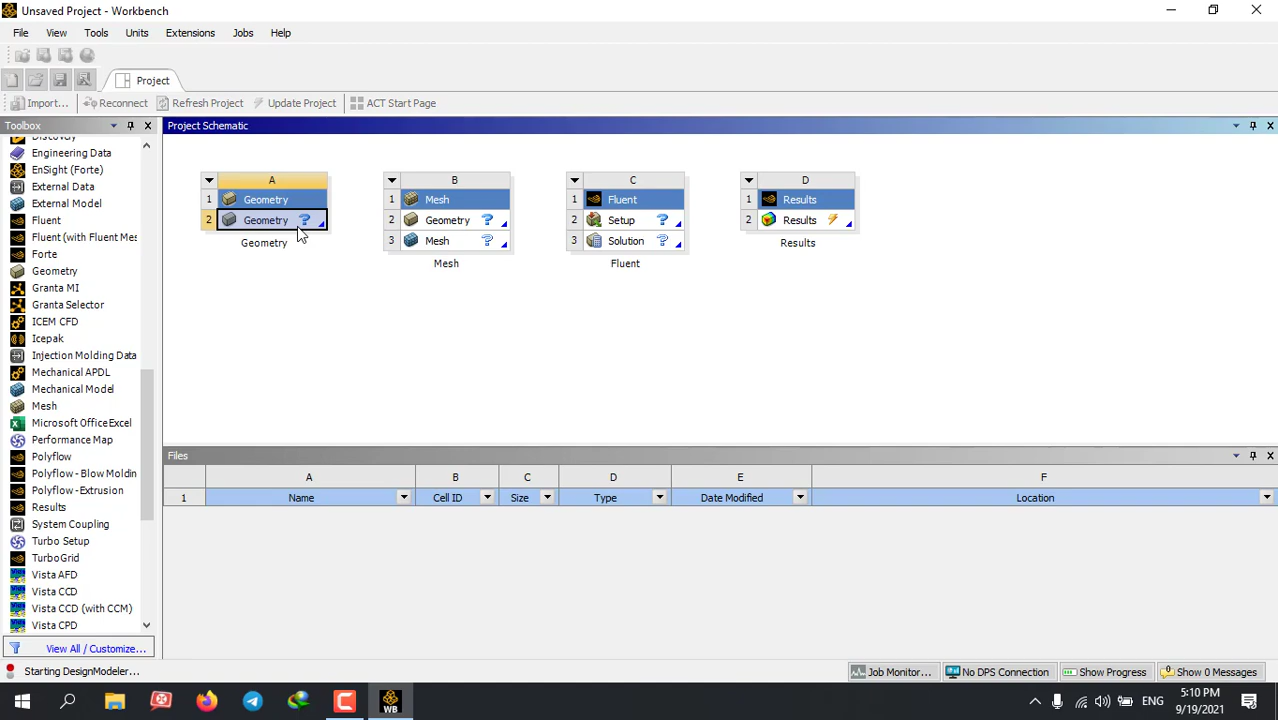 Unsaved Project - Workbench
File View Tools Units Extensions Jobs Help
Project
Import... Reconnect Refresh Project Update Project ACT Start Page
Toolbox
Project Schematic
Discovery
Engineering Data
EnSight (Forte)
External Data
External Model
Fluent
Fluent (with Fluent Mes
Forte
Geometry
Granta MI
Granta Selector
ICEM CFD
Icepak
Injection Molding Data
Mechanical APDL
Mechanical Model
Mesh
Microsoft Office Excel
Performance Map
Polyflow
Polyflow - Blow Moldin
Polyflow - Extrusion
Results
System Coupling
Turbo Setup
TurboGrid
Vista AFD
Vista CCD
Vista CCD (with CCM)
Vista CPD
View All / Customize...
A
1 Geometry
2 Geometry ?
Geometry
B
1 Mesh
2 Geometry ?
3 Mesh ?
Mesh
C
1 Fluent
2 Setup ?
3 Solution ?
Fluent
D
1 Results
2 Results
Results
Files
A B C D E F
1 Name Cell ID Size Type Date Modified Location
Starting DesignModeler...
Job Monitor... No DPS Connection Show Progress Show 0 Messages
WB
ENG
5:10 PM
9/19/2021